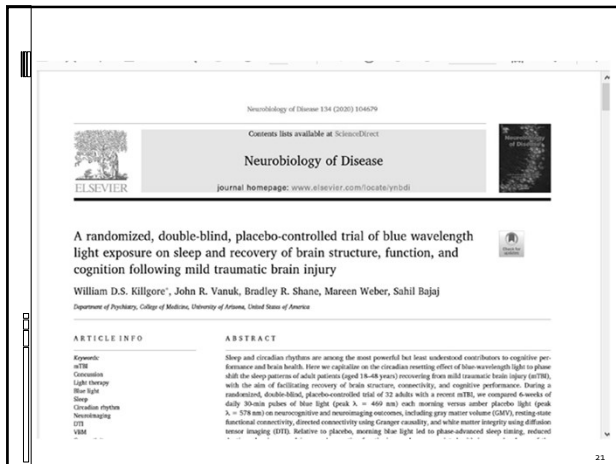 Neurobiology of Disease 134 (2020) 104679
Contents lists available at ScienceDirect
Neurobiology of Disease
ELSEVIER
journal homepage: www.elsevier.com/locate/ynbdi
A randomized, double-blind, placebo-controlled trial of blue wavelength
light exposure on sleep and recovery of brain structure, function, and
cognition following mild traumatic brain injury
William D.S. Killgore*, John R. Vanuk, Bradley R. Shane, Mareen Weber, Sahil Bajaj
Department of Psychiatry, College of Medicine, University of Arizona, United States of America
ARTICLE INFO
Keywords:
mTBI
Concussion
Light therapy
Blue light
Sleep
Circadian rhythm
Neuroimaging
DTI
VBM
ABSTRACT
Sleep and circadian rhythms are among the most powerful but least understood contributors to cognitive per-
formance and brain health. Here we capitalize on the circadian resetting effect of blue-wavelength light to phase
shift the sleep patterns of adult patients (aged 18–48 years) recovering from mild traumatic brain injury (mTBI),
with the aim of facilitating recovery of brain structure, connectivity, and cognitive performance. During a
randomized, double-blind, placebo-controlled trial of 32 adults with a recent mTBI, we compared 6-weeks of
daily 30-min pulses of blue light (peak λ = 469 nm) each morning versus amber placebo light (peak
λ = 578 nm) on neurocognitive and neuroimaging outcomes, including gray matter volume (GMV), resting-state
functional connectivity, directed connectivity using Granger causality, and white matter integrity using diffusion
tensor imaging (DTI). Relative to placebo, morning blue light led to phase-advanced sleep timing, reduced
21